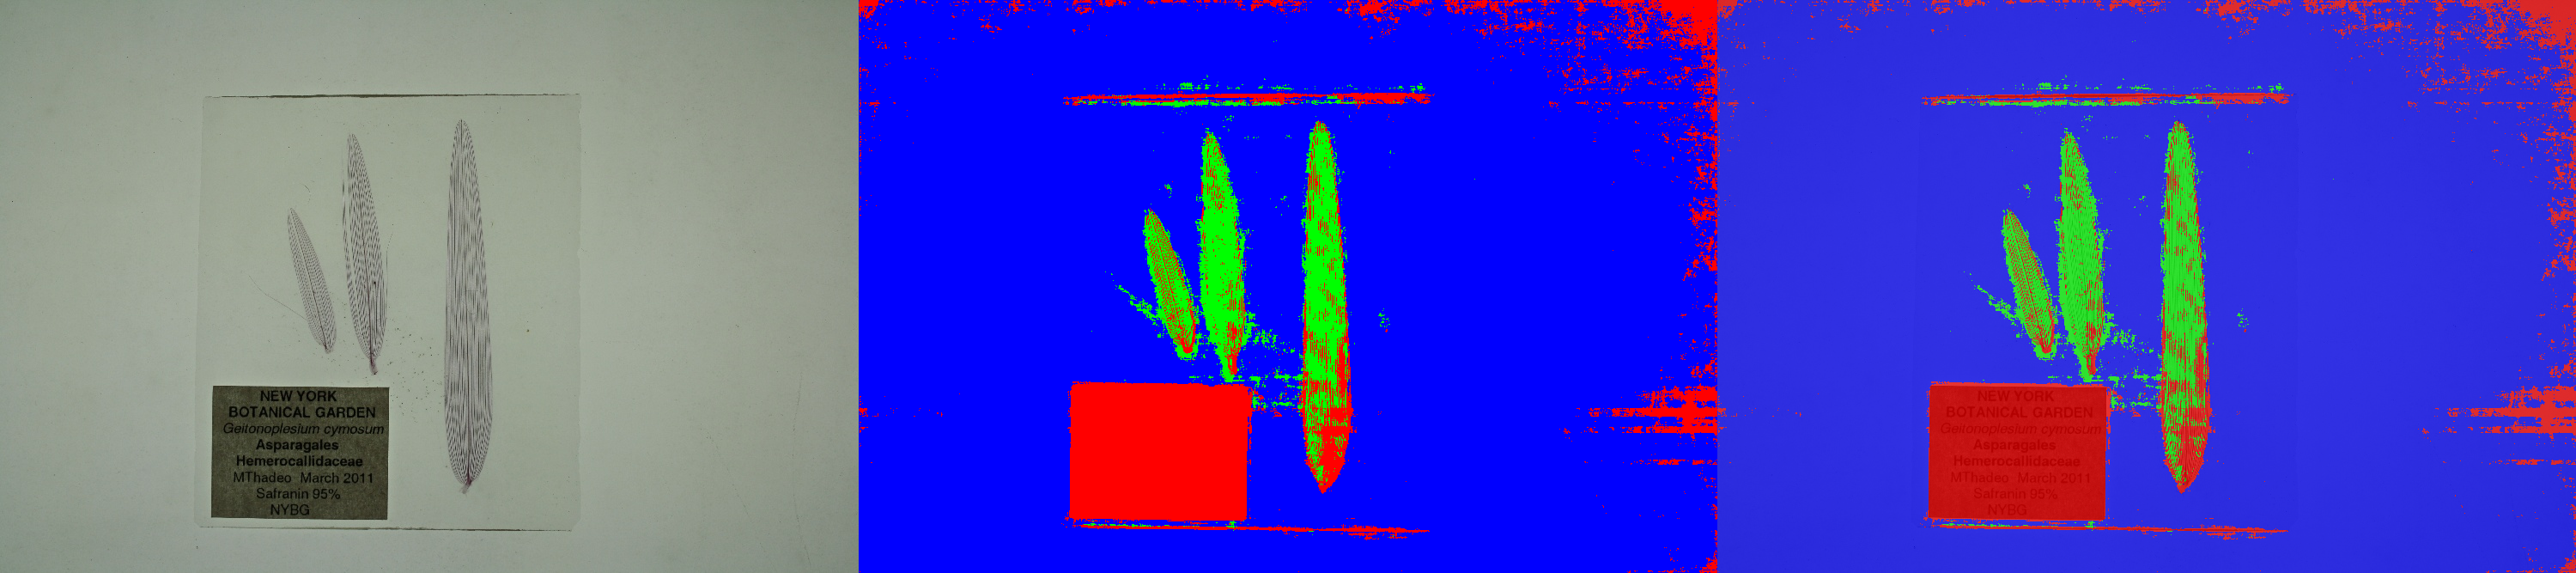 NEW YORK
BOTANICAL GARDEN
Geitonoplesium cymosum
Asparagales
Hemerocallidaceae
MThadeo March 2011
Safranin 95%
NYBG
NEW YORK
BOTANICAL GARDEN
Geitonoplesium cymosum
Asparagales
Hemerocallidaceae
MThadeo March 2011
Safranin 95%
NYBG